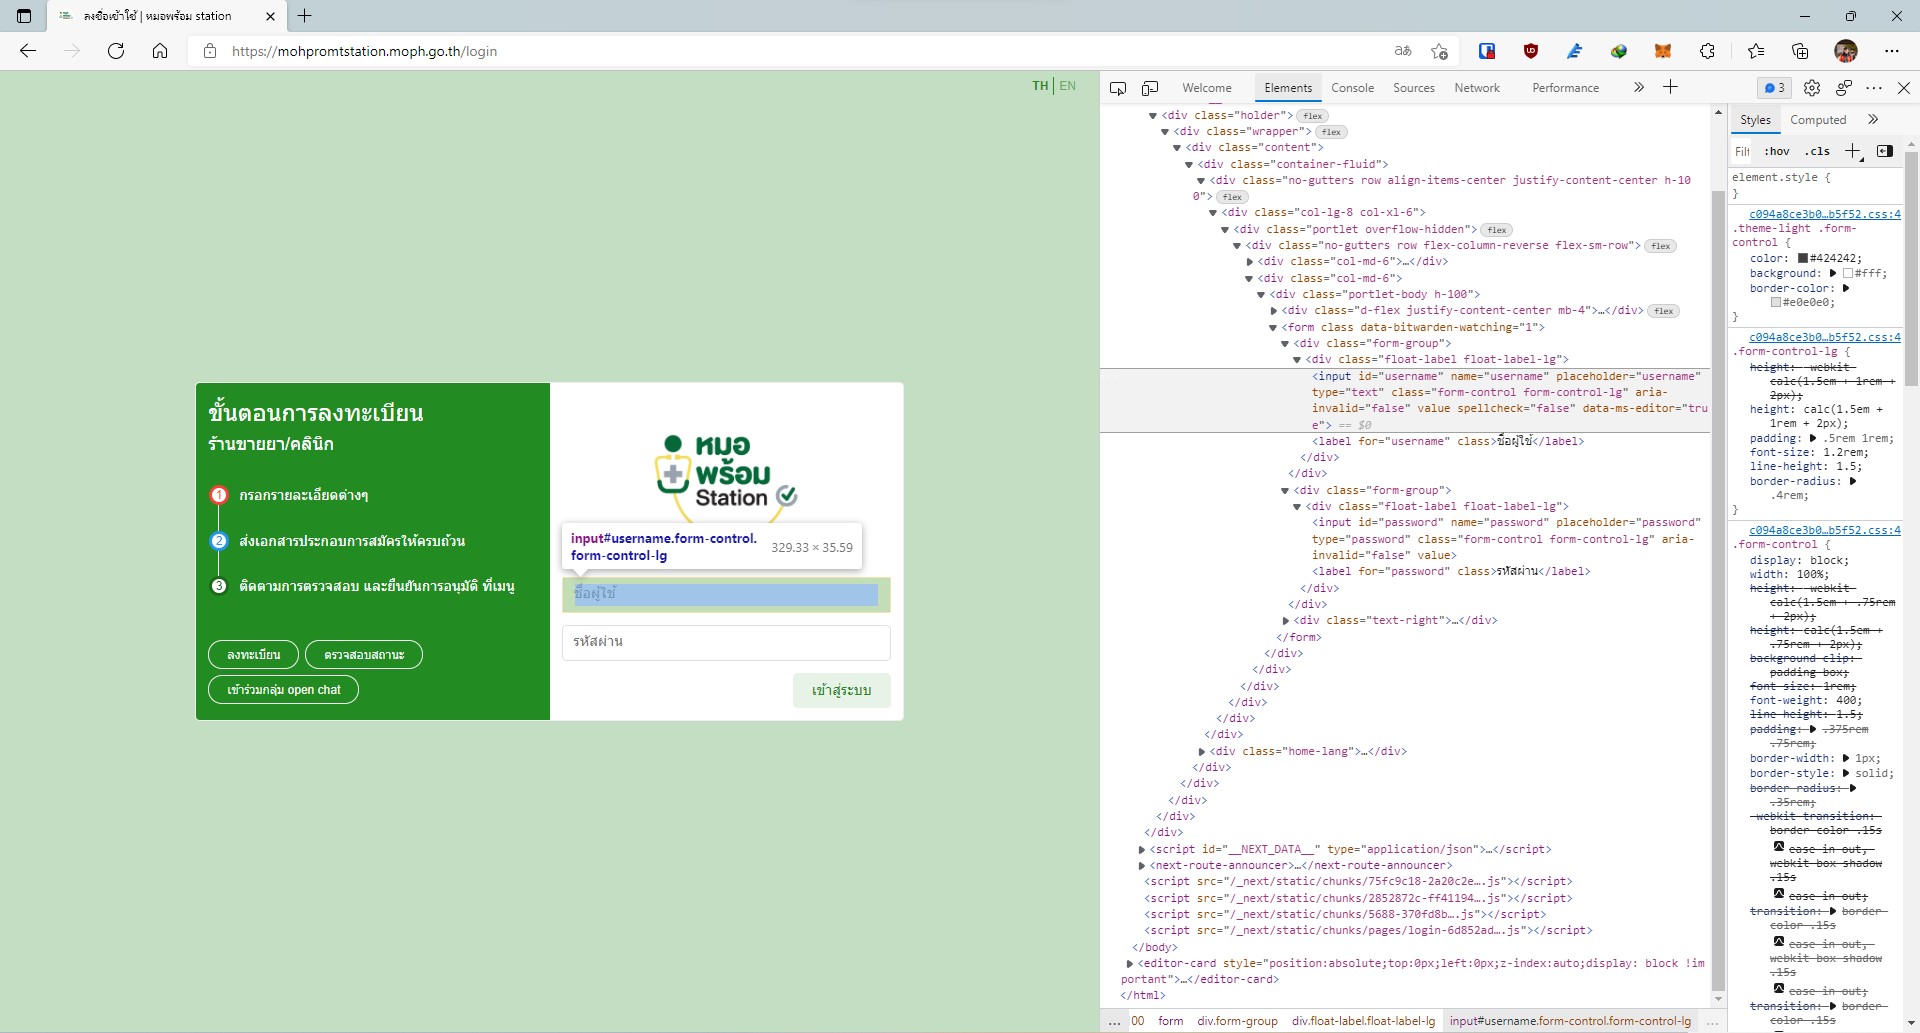 ลงชื่อเข้าใช้ | หมอพร้อม station
https://mohpromtstation.moph.go.th/login
TH | EN
ขั้นตอนการลงทะเบียน
ร้านขายยา/คลินิก
1 กรอกรายละเอียดต่างๆ
2 ส่งเอกสารประกอบการสมัครให้ครบถ้วน
3 ติดตามการตรวจสอบ และยืนยันการอนุมัติ ที่เมนู
ลงทะเบียน ตรวจสอบสถานะ
เข้าร่วมกลุ่ม open chat
หมอ
พร้อม
Station
input#username.form-control.
form-control-lg 329.33 × 35.59
ชื่อผู้ใช้
รหัสผ่าน
เข้าสู่ระบบ
Welcome Elements Console Sources Network Performance 3
<div class="holder"> flex
<div class="wrapper"> flex
<div class="content">
<div class="container-fluid">
<div class="no-gutters row align-items-center justify-content-center h-10
0"> flex
<div class="col-lg-8 col-xl-6">
<div class="portlet overflow-hidden"> flex
<div class="no-gutters row flex-column-reverse flex-sm-row"> flex
<div class="col-md-6">…</div>
<div class="col-md-6">
<div class="portlet-body h-100">
<div class="d-flex justify-content-center mb-4">…</div> flex
<form class data-bitwarden-watching="1">
<div class="form-group">
<div class="float-label float-label-lg">
<input id="username" name="username" placeholder="username"
type="text" class="form-control form-control-lg" aria-
invalid="false" value spellcheck="false" data-ms-editor="tru
e"> == $0
<label for="username" class>ชื่อผู้ใช้</label>
</div>
</div>
<div class="form-group">
<div class="float-label float-label-lg">
<input id="password" name="password" placeholder="password"
type="password" class="form-control form-control-lg" aria-
invalid="false" value>
<label for="password" class>รหัสผ่าน</label>
</div>
</div>
<div class="text-right">…</div>
</form>
</div>
</div>
</div>
</div>
</div>
</div>
<div class="home-lang">…</div>
</div>
</div>
</div>
</div>
</div>
<script id="__NEXT_DATA__" type="application/json">…</script>
<next-route-announcer>…</next-route-announcer>
<script src="/_next/static/chunks/75fc9c18-2a20c2e….js"></script>
<script src="/_next/static/chunks/2852872c-ff41194….js"></script>
<script src="/_next/static/chunks/5688-370fd8b….js"></script>
<script src="/_next/static/chunks/pages/login-6d852ad….js"></script>
</body>
<editor-card style="position:absolute;top:0px;left:0px;z-index:auto;display: block !im
portant">…</editor-card>
</html>
... 00 form div.form-group div.float-label.float-label-lg input#username.form-control.form-control-lg ...
Styles Computed
Filt :hov .cls
element.style {
}
c094a8ce3b0…b5f52.css:4
.theme-light .form-
control {
color: #424242;
background: #fff;
border-color:
#e0e0e0;
}
c094a8ce3b0…b5f52.css:4
.form-control-lg {
height: -webkit-
calc(1.5em + 1rem +
2px);
height: calc(1.5em +
1rem + 2px);
padding: .5rem 1rem;
font-size: 1.2rem;
line-height: 1.5;
border-radius:
.4rem;
}
c094a8ce3b0…b5f52.css:4
.form-control {
display: block;
width: 100%;
height: -webkit-
calc(1.5em + .75rem
+ 2px);
height: calc(1.5em +
.75rem + 2px);
background-clip:
padding-box;
font-size: 1rem;
font-weight: 400;
line-height: 1.5;
padding: .375rem
.75rem;
border-width: 1px;
border-style: solid;
border-radius:
.35rem;
-webkit-transition:
border-color .15s
ease-in-out,-
webkit-box-shadow
.15s
ease-in-out;
transition: border-
color .15s
ease-in-out,-
webkit-box-shadow
.15s
ease-in-out;
transition: border-
color .15s